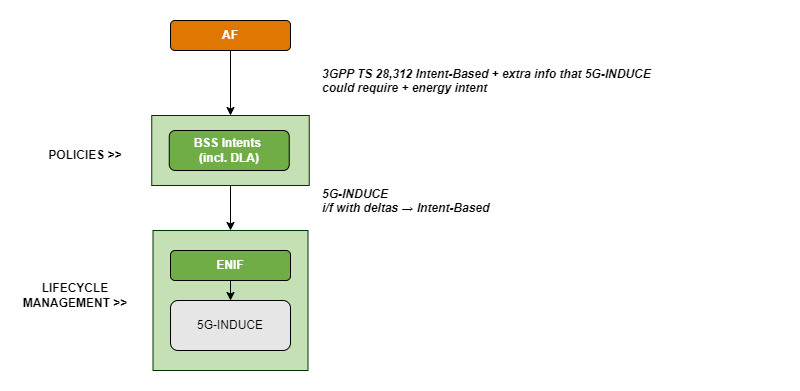 AF
3GPP TS 28,312 Intent-Based + extra info that 5G-INDUCE
could require + energy intent
POLICIES >>
BSS Intents
(incl. DLA)
5G-INDUCE
i/f with deltas → Intent-Based
LIFECYCLE
MANAGEMENT >>
ENIF
5G-INDUCE